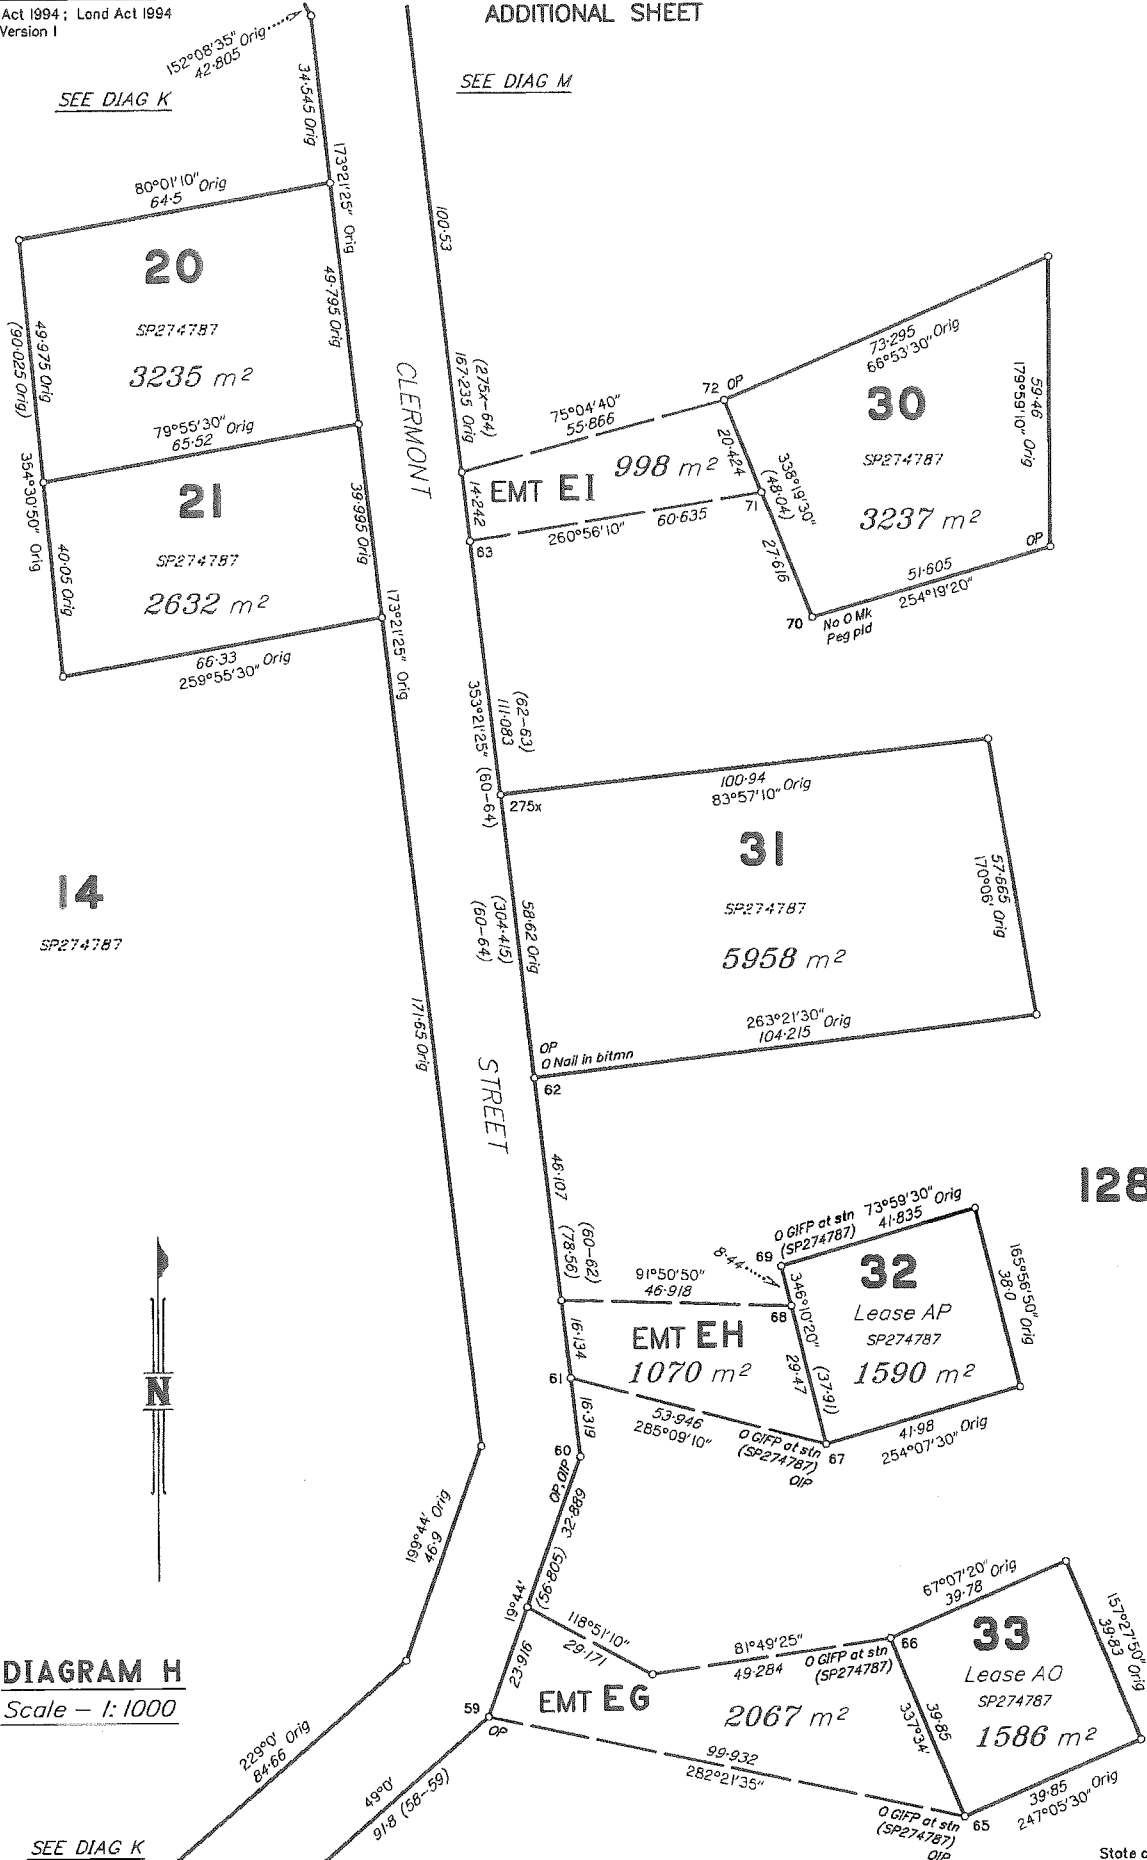 Act 1994; Land Act 1994
Version 1
ADDITIONAL SHEET
152°08'35" Orig
42·805
SEE DIAG K
SEE DIAG M
34·545 Orig
173°21'25" Orig
80°01'10" Orig
64·5
20
SP274787
3235 m²
49·795 Orig
49·975 Orig
(90·025 Orig)
79°55'30" Orig
65·52
354°30'50" Orig
21
SP274787
2632 m²
39·995 Orig
40·05 Orig
66·33 Orig
259°55'30"
173°21'25" Orig
100·53
(275x-64)
167·235 Orig
CLERMONT
75°04'40"
55·866
72 OP
73·295
66°53'30" Orig
30
SP274787
3237 m²
59·46
179°59'10" Orig
20·424
338°19'30"
(48·04)
998 m²
EMT EI
14·242
71
260°56'10" 60·635
63
27·616
OP
51·605
254°19'20"
70 No O Mk
Peg pld
(62-63)
111·083
353°21'25" (60-64)
100·94 Orig
83°57'10"
275x
31
SP274787
5958 m²
57·665 Orig
170°06'
14
SP274787
58·62 Orig
(304·415)
(60-64)
263°21'30" Orig
104·215
171·65 Orig
OP
O Nail in bitmn
62
STREET
46·107
(60-62)
(78·56)
128
O GIFP at stn
(SP274787)
73°59'30" Orig
41·835
69
8·44
32
Lease AP
SP274787
1590 m²
165°56'50" Orig
38·0
91°50'50"
46·918
68
346°10'20"
29·47
(37·91)
EMT EH
1070 m²
16·134
61
N
16·319
53·946
285°09'10"
O GIFP at stn
(SP274787)
OIP
67
41·98
254°07'30"
60
OP, OIP
32·889
199°44' Orig
46·9
19°44'
(56·805)
118°51'10"
29·171
67°07'20" Orig
39·78
81°49'25"
49·284
O GIFP at stn
(SP274787)
66
33
Lease AO
SP274787
1586 m²
157°27'50" Orig
39·83
DIAGRAM H
Scale – 1:1000
23·916
59
OP
EMT EG
2067 m²
39·85
337°34'
229°0'
84·66 Orig
99·932
282°21'35"
49°0'
91·8 (58-59)
39·85 Orig
247°05'30"
O GIFP at stn
(SP274787)
OIP
65
SEE DIAG K
State o